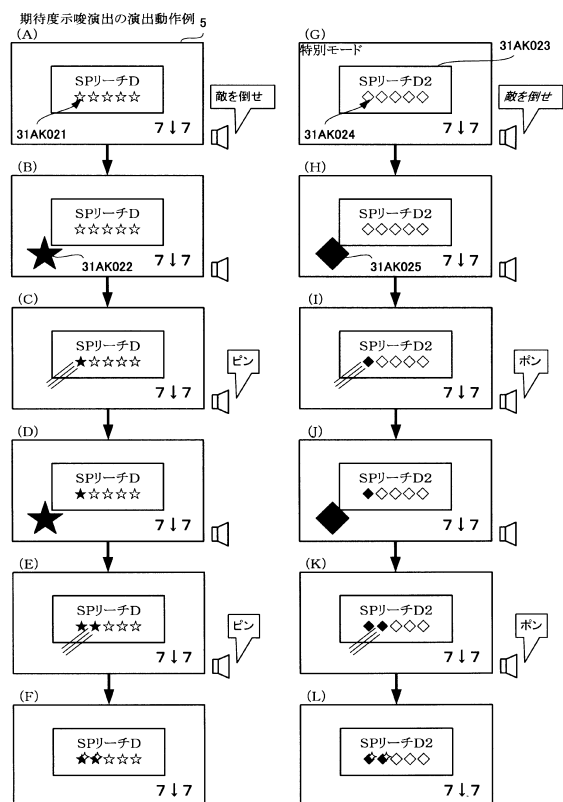 期待度示唆演出の演出動作例
5
(A)
SPリーチD
☆☆☆☆☆
31AK021
7↓7
敵を倒せ
(B)
SPリーチD
☆☆☆☆☆
31AK022
7↓7
(C)
SPリーチD
★☆☆☆☆
7↓7
ピン
(D)
SPリーチD
★☆☆☆☆
7↓7
(E)
SPリーチD
★★☆☆☆
7↓7
ピン
(F)
SPリーチD
★★☆☆☆
7↓7
(G)
特別モード
31AK023
SPリーチD2
◇◇◇◇◇
31AK024
7↓7
敵を倒せ
(H)
SPリーチD2
◇◇◇◇◇
31AK025
7↓7
(I)
SPリーチD2
◆◇◇◇◇
7↓7
ポン
(J)
SPリーチD2
◆◇◇◇◇
7↓7
(K)
SPリーチD2
◆◆◇◇◇
7↓7
ポン
(L)
SPリーチD2
◆◆◇◇◇
7↓7